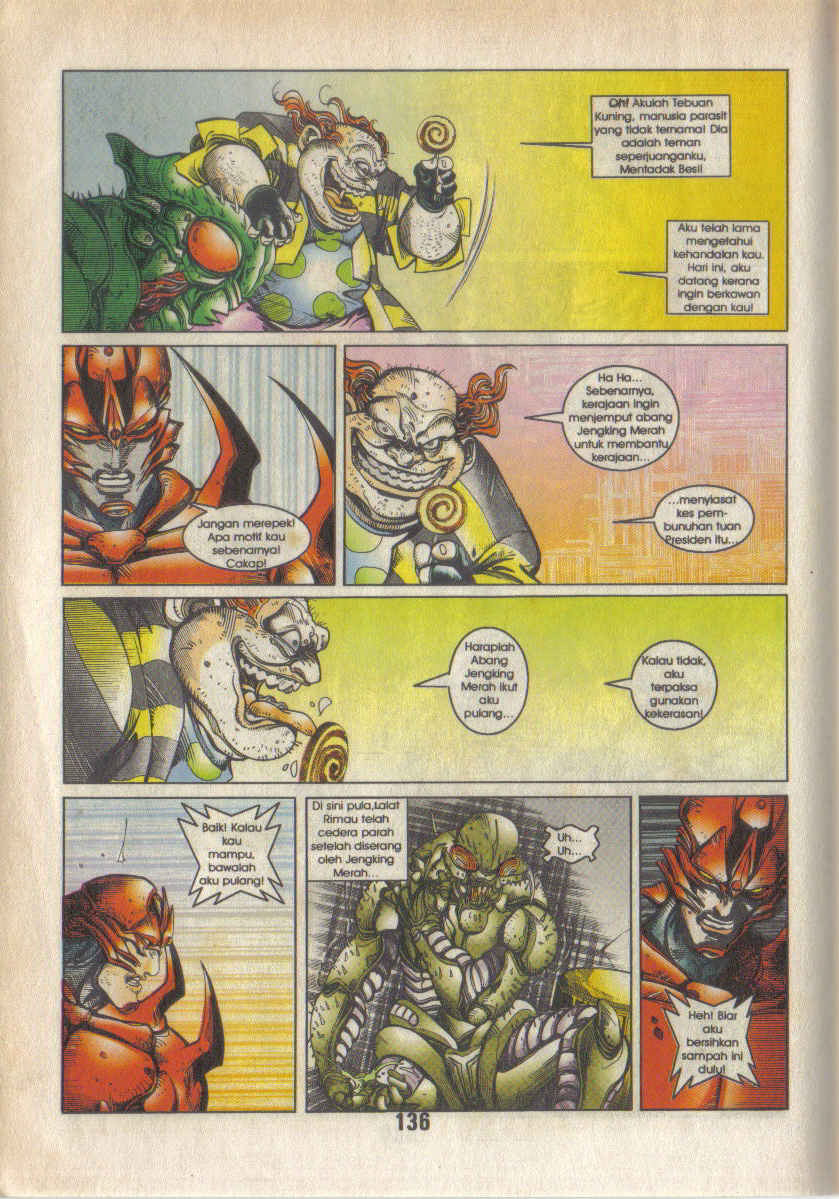 Oh! Akulah Tebuan
Kuning, manusia parasit
yang tidak ternama! Dia
adalah teman
seperjuanganku,
Mentadak Besi!
Aku telah lama
mengetahui
kehandalan kau.
Hari ini, aku
datang kerana
ingin berkawan
dengan kau!
Jangan merepek!
Apa motif kau
sebenarnya!
Cakap!
Ha Ha...
Sebenarnya,
kerajaan ingin
menjemput abang
Jengking Merah
untuk membantu
kerajaan...
...menyiasat
kes pem-
bunuhan tuan
Presiden itu...
Haraplah
Abang
Jengking
Merah ikut
aku
pulang...
Kalau tidak,
aku
terpaksa
gunakan
kekerasan!
Baik! Kalau
kau
mampu,
bawalah
aku pulang!
Di sini pula,Lalat
Rimau telah
cedera parah
setelah diserang
oleh Jengking
Merah...
Uh...
Uh...
Heh! Biar
aku
bersihkan
sampah ini
dulu!
136